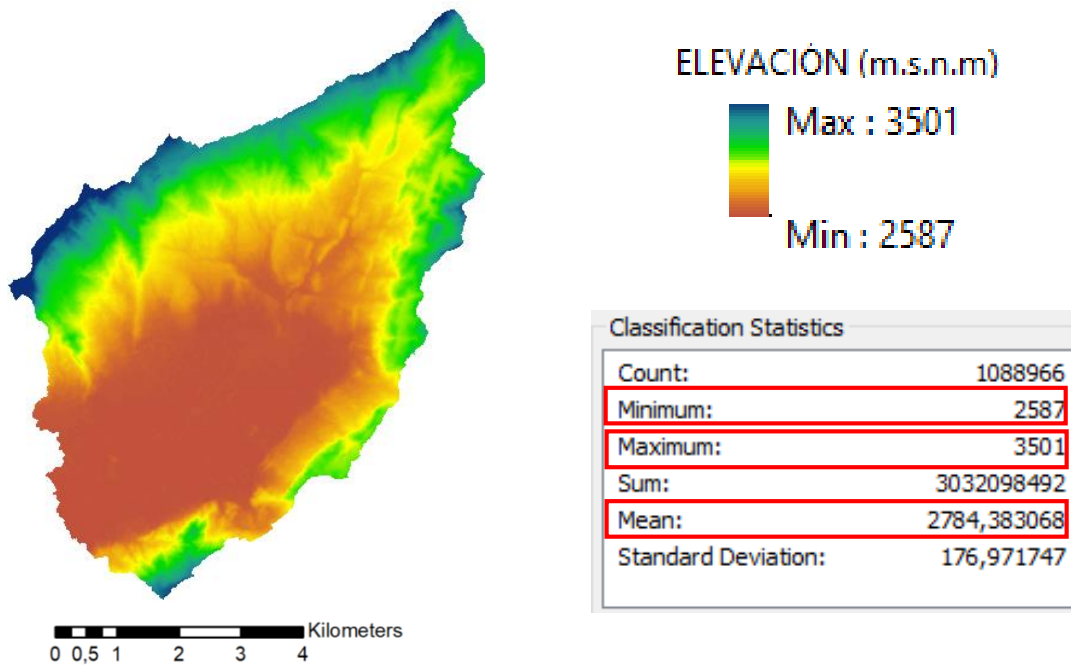 ELEVACIÓN (m.s.n.m)
Max : 3501
Min : 2587
Classification Statistics
Count: 1088966
Minimum: 2587
Maximum: 3501
Sum: 3032098492
Mean: 2784,383068
Standard Deviation: 176,971747
Kilometers
0 0,5 1 2 3 4